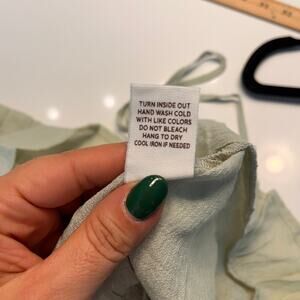 TURN INSIDE OUT
HAND WASH COLD
WITH LIKE COLORS
DO NOT BLEACH
HANG TO DRY
COOL IRON IF NEEDED